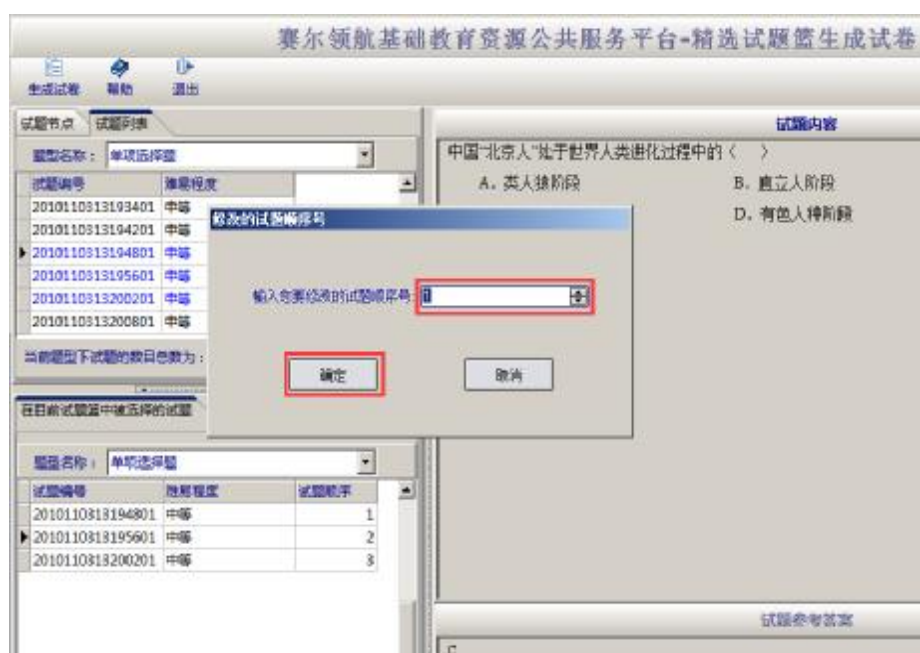 赛尔领航基础教育资源公共服务平台-精选试题篮生成试卷
生成试卷 帮助 退出
试题节点 试题列表
题型名称: 单项选择题
试题编号 难易程度
2010110313193401 中等
2010110313194201 中等
2010110313194801 中等
2010110313195601 中等
2010110313200201 中等
2010110313200801 中等
当前题型下试题的数目总数为:
在目前试题篮中被选择的试题
题型名称: 单项选择题
试题编号 难易程度 试题顺序
2010110313194801 中等 1
2010110313195601 中等 2
2010110313200201 中等 3
修改的试题顺序号
输入您要修改的试题顺序号: 1
确定 取消
试题内容
中国“北京人”处于世界人类进化过程中的〈 〉
A. 类人猿阶段 B. 直立人阶段
D. 有色人种阶段
试题参考答案